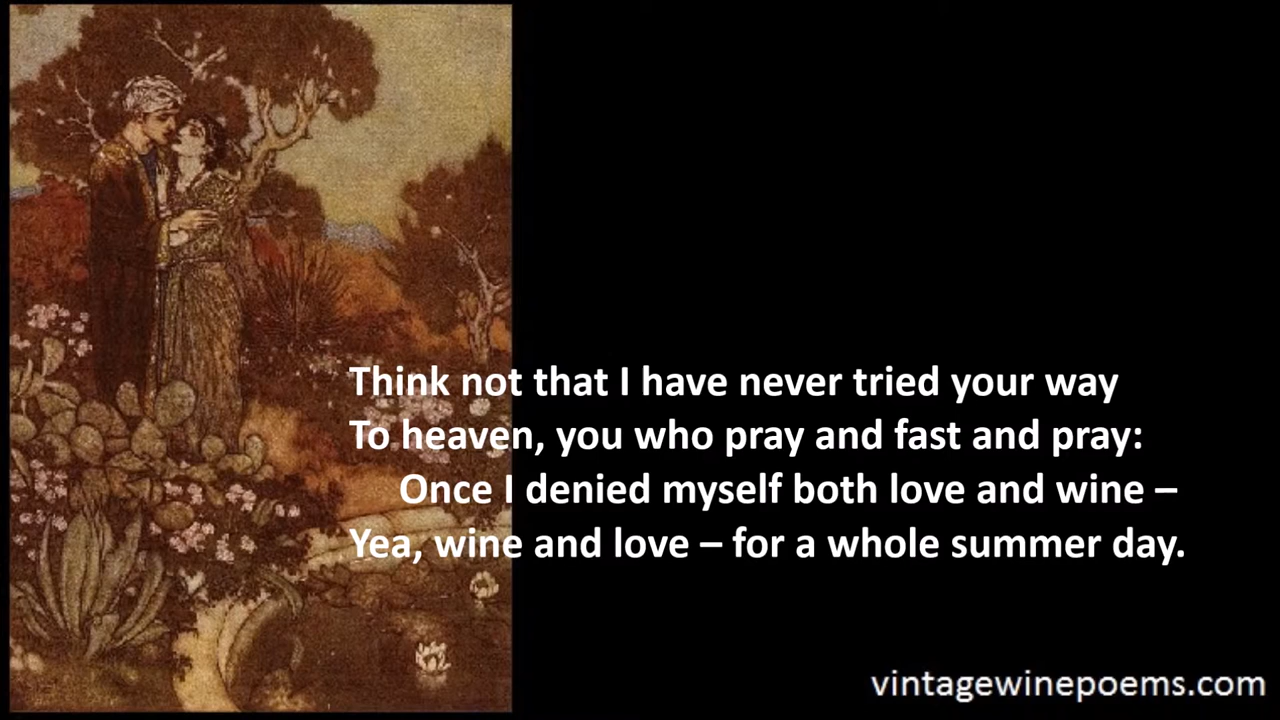 Think not that I have never tried your way
To heaven, you who pray and fast and pray:
Once I denied myself both love and wine –
Yea, wine and love – for a whole summer day.
vintagewinepoems.com